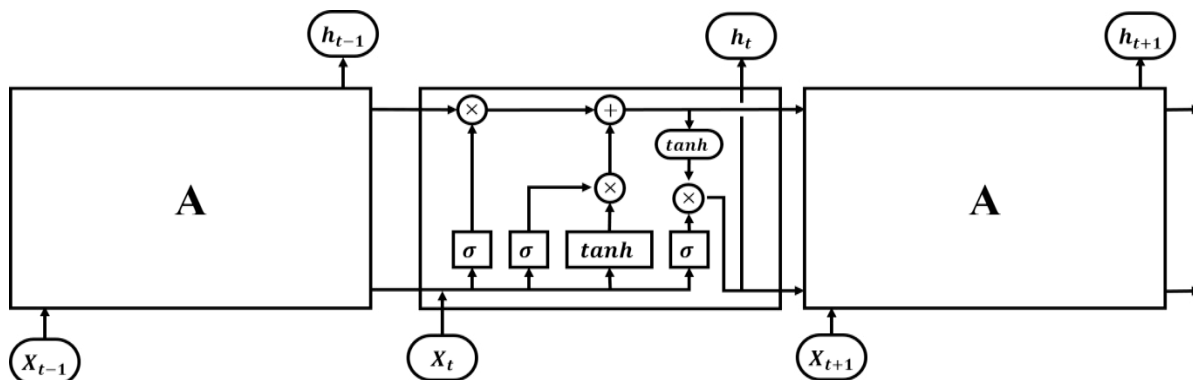 h_{t-1}
h_t
h_{t+1}
×
+
tanh
A
×
×
A
σ
σ
tanh
σ
X_{t-1}
X_t
X_{t+1}